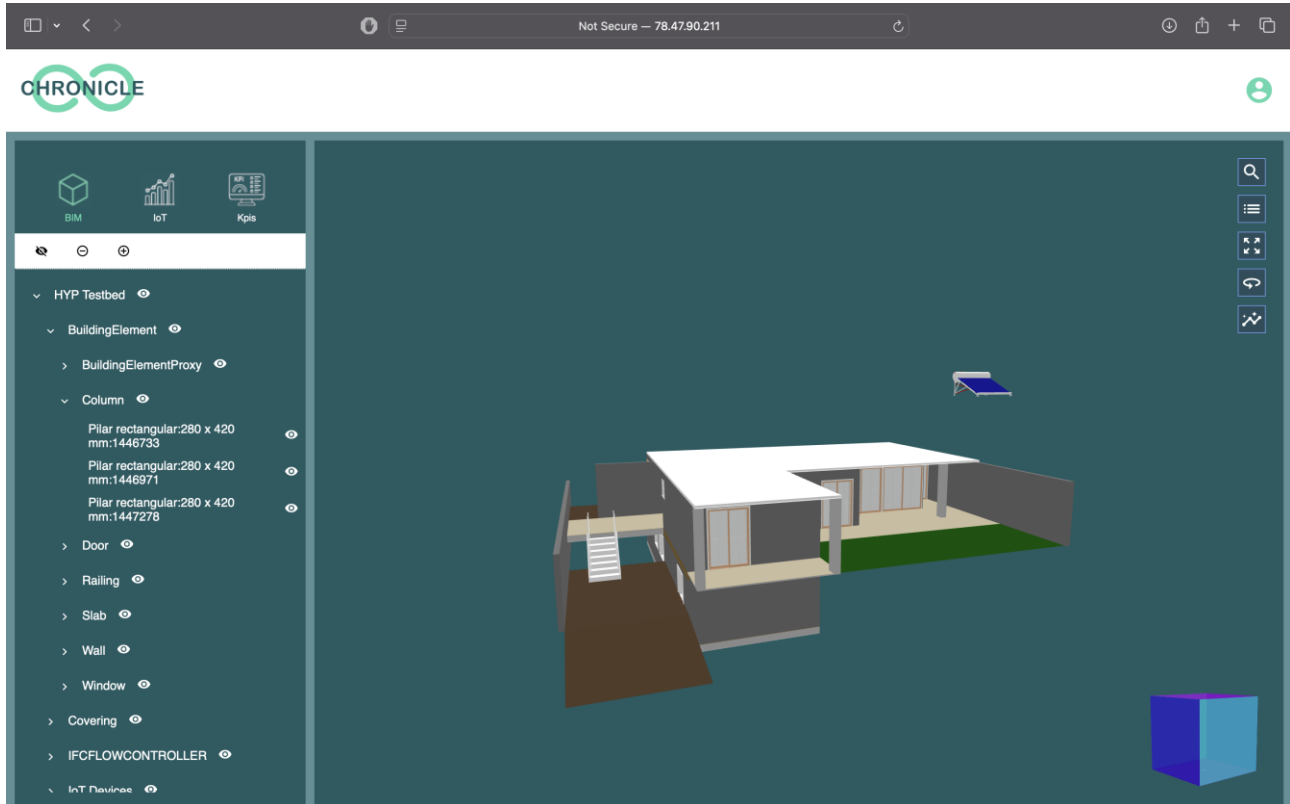 Not Secure — 78.47.90.211
CHRONICLE
BIM
IoT
KPI
Kpis
HYP Testbed
BuildingElement
BuildingElementProxy
Column
Pilar rectangular:280 x 420
mm:1446733
Pilar rectangular:280 x 420
mm:1446971
Pilar rectangular:280 x 420
mm:1447278
Door
Railing
Slab
Wall
Window
Covering
IFCFLOWCONTROLLER
IoT Devices